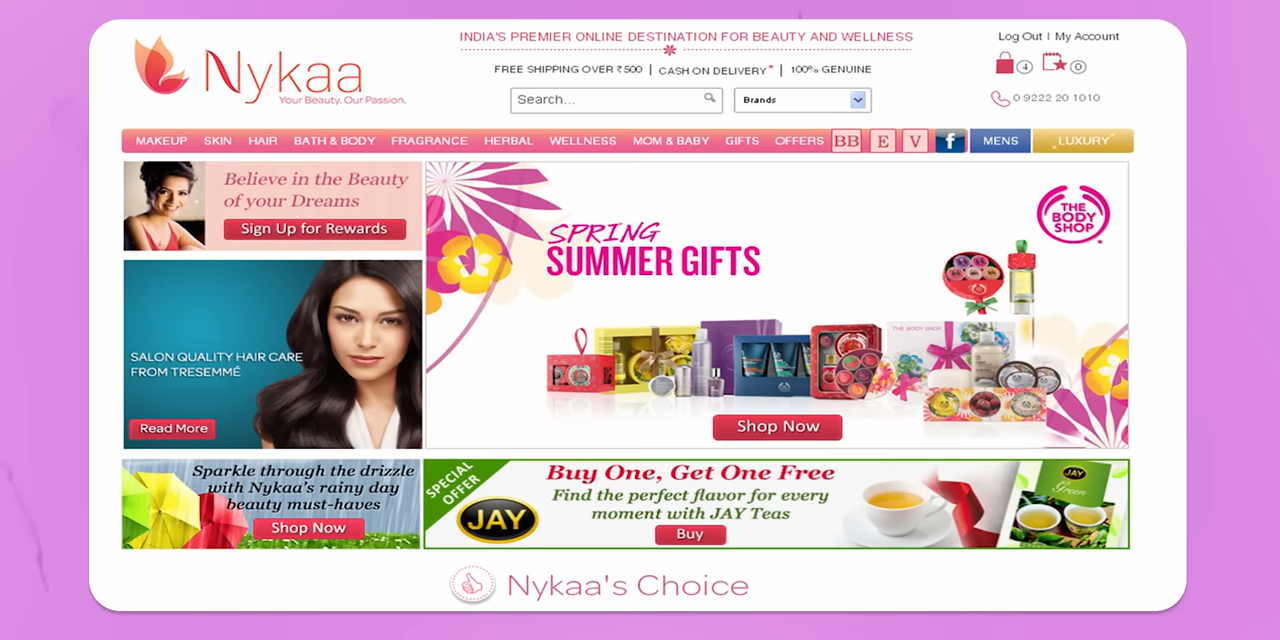 Nykaa
Your Beauty. Our Passion.
INDIA'S PREMIER ONLINE DESTINATION FOR BEAUTY AND WELLNESS
FREE SHIPPING OVER ₹500 | CASH ON DELIVERY* | 100% GENUINE
Search...
Brands
Log Out | My Account
4
0
0 9222 20 1010
MAKEUP SKIN HAIR BATH & BODY FRAGRANCE HERBAL WELLNESS MOM & BABY GIFTS OFFERS BB E V f MENS LUXURY
Believe in the Beauty
of your Dreams
Sign Up for Rewards
SALON QUALITY HAIR CARE
FROM TRESEMMÉ
Read More
SPRING
SUMMER GIFTS
THE
BODY
SHOP
THE BODY SHOP
Shop Now
Sparkle through the drizzle
with Nykaa's rainy day
beauty must-haves
Shop Now
SPECIAL
OFFER
JAY
Buy One, Get One Free
Find the perfect flavor for every
moment with JAY Teas
Buy
JAY
Green
Nykaa's Choice